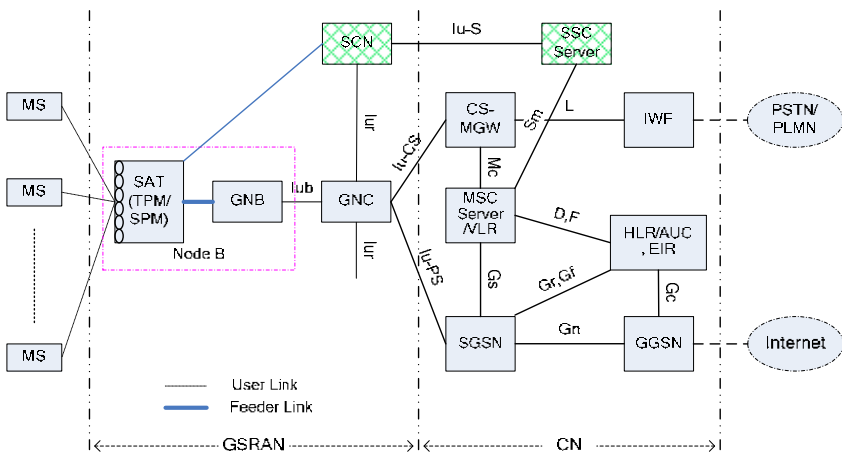 Iu-S
SCN
SSC
Server
MS
CS-
MGW
L
IWF
PSTN/
PLMN
Iur
Iu-CS
Sm
Mc
SAT
(TPM/
SPM)
MS
GNB
Iub
GNC
MSC
Server
/VLR
D,F
HLR/AUC
, EIR
Node B
Iur
Iu-PS
Gs
Gr,Gf
Gc
MS
SGSN
Gn
GGSN
Internet
User Link
Feeder Link
GSRAN
CN